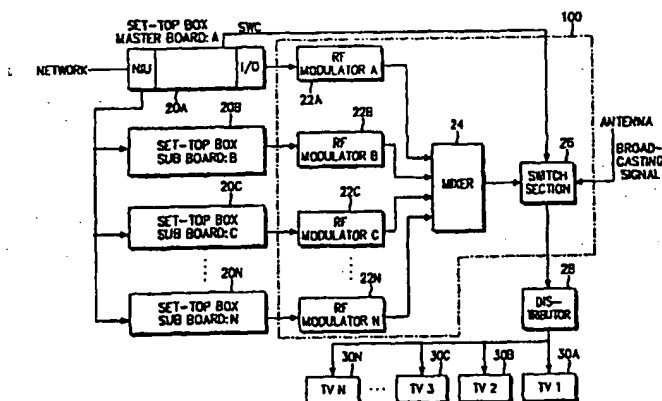 SET-TOP BOX
MASTER BOARD: A
SWC
100
NETWORK
NIU
I/O
20A
RF
MODULATOR A
22A
20B
SET-TOP BOX
SUB BOARD: B
22B
RF
MODULATOR B
24
MIXER
26
SWITCH
SECTION
ANTENNA
BROAD-
CASTING
SIGNAL
20C
SET-TOP BOX
SUB BOARD: C
22C
RF
MODULATOR C
20N
SET-TOP BOX
SUB BOARD: N
22N
RF
MODULATOR N
28
DIS-
TRIBUTOR
30N
30C
30B
30A
TV N
...
TV 3
TV 2
TV 1